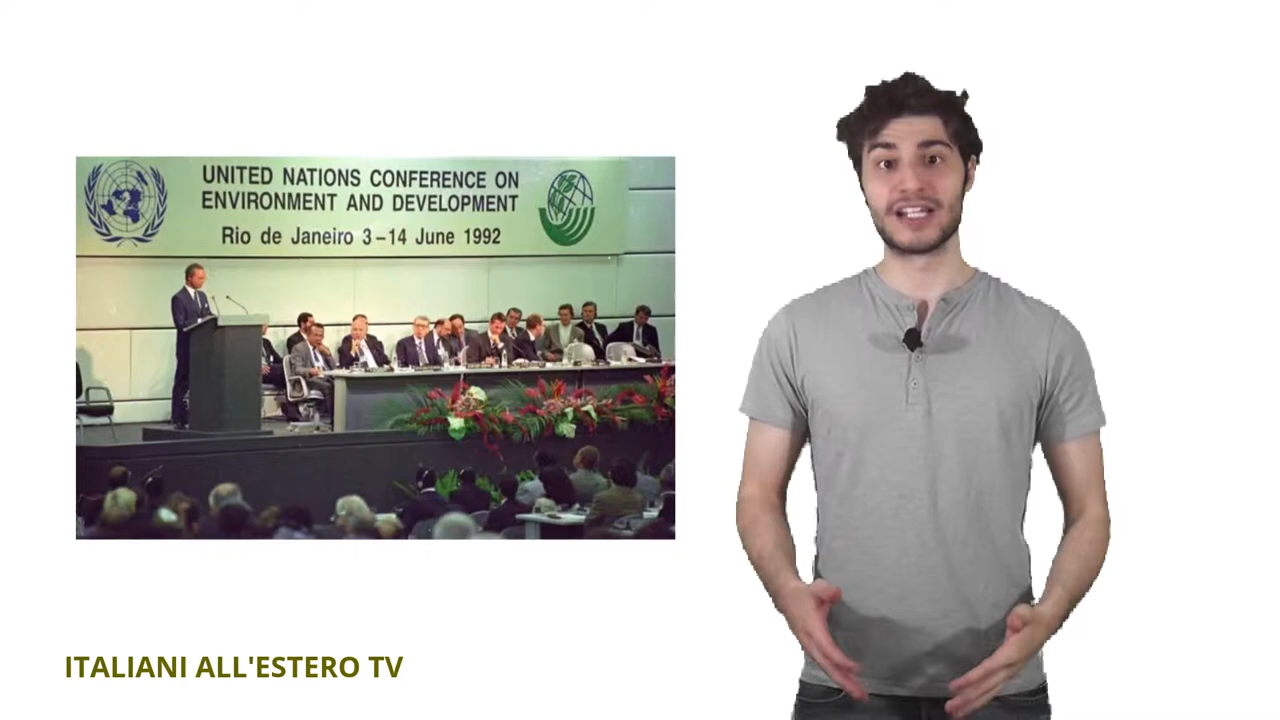 UNITED NATIONS CONFERENCE ON
ENVIRONMENT AND DEVELOPMENT
Rio de Janeiro 3–14 June 1992
ITALIANI ALL'ESTERO TV